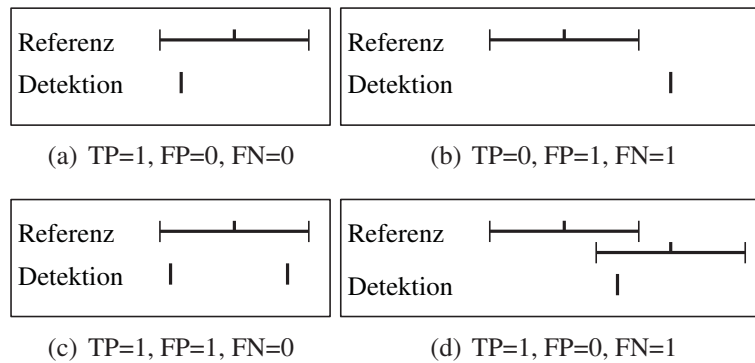 Referenz
Detektion
(a) TP=1, FP=0, FN=0
Referenz
Detektion
(b) TP=0, FP=1, FN=1
Referenz
Detektion
(c) TP=1, FP=1, FN=0
Referenz
Detektion
(d) TP=1, FP=0, FN=1